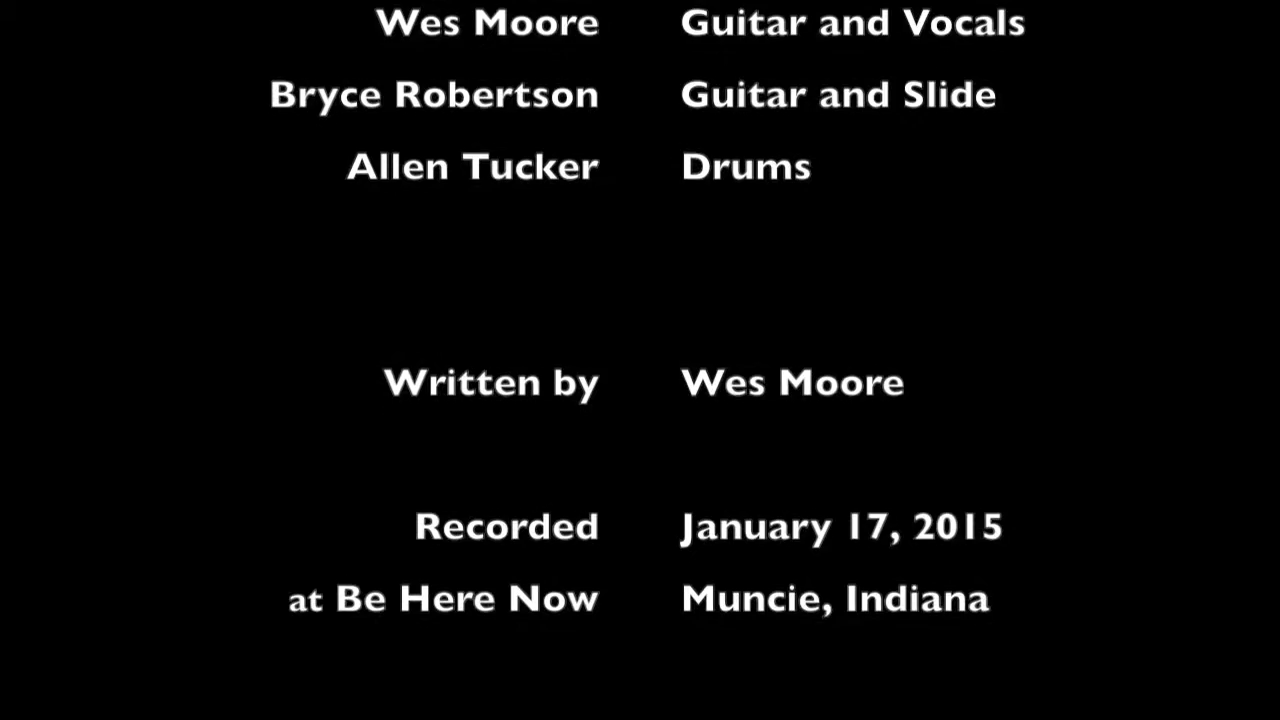 Wes Moore Guitar and Vocals
Bryce Robertson Guitar and Slide
Allen Tucker Drums
Written by Wes Moore
Recorded January 17, 2015
at Be Here Now Muncie, Indiana